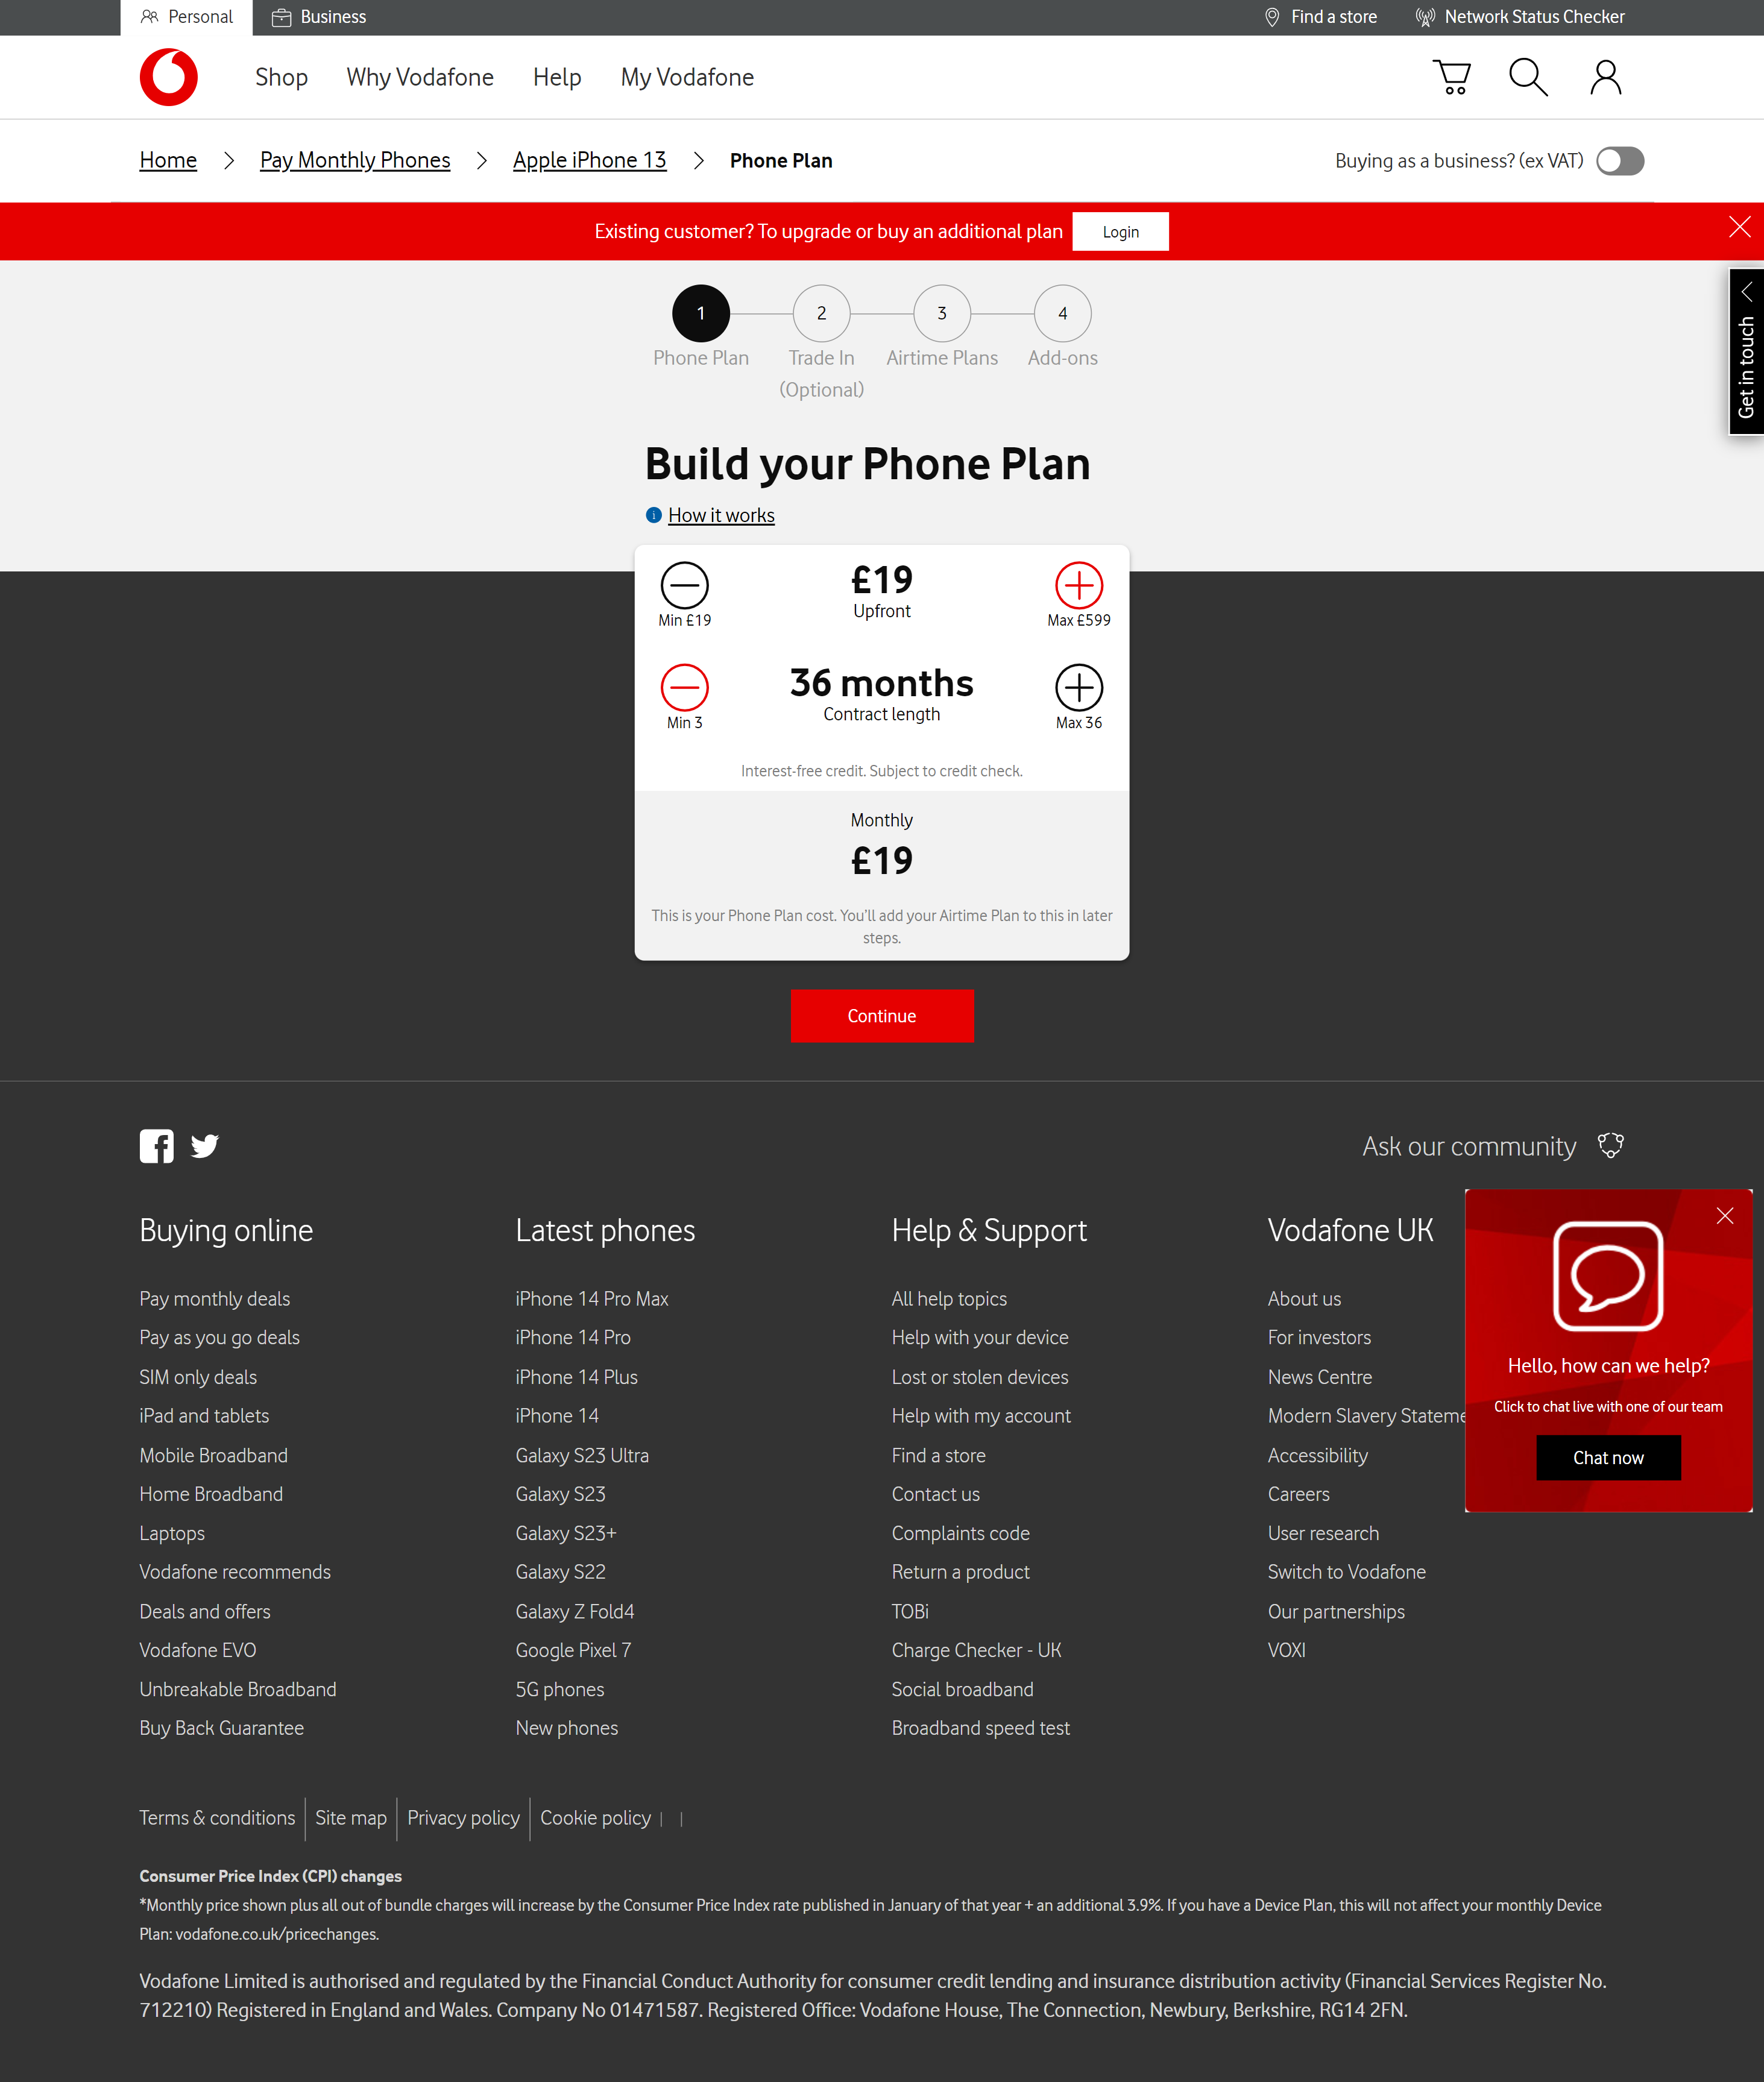 Personal
Business
Find a store
Network Status Checker
Shop
Why Vodafone
Help
My Vodafone
Home
Pay Monthly Phones
Apple iPhone 13
Phone Plan
Buying as a business? (ex VAT)
Existing customer? To upgrade or buy an additional plan
Login
Get in touch
1
2
3
4
Phone Plan
Trade In
(Optional)
Airtime Plans
Add-ons
Build your Phone Plan
How it works
£19
Upfront
Min £19
Max £599
36 months
Contract length
Min 3
Max 36
Interest-free credit. Subject to credit check.
Monthly
£19
This is your Phone Plan cost. You’ll add your Airtime Plan to this in later
steps.
Continue
Ask our community
Buying online
Pay monthly deals
Pay as you go deals
SIM only deals
iPad and tablets
Mobile Broadband
Home Broadband
Laptops
Vodafone recommends
Deals and offers
Vodafone EVO
Unbreakable Broadband
Buy Back Guarantee
Latest phones
iPhone 14 Pro Max
iPhone 14 Pro
iPhone 14 Plus
iPhone 14
Galaxy S23 Ultra
Galaxy S23
Galaxy S23+
Galaxy S22
Galaxy Z Fold4
Google Pixel 7
5G phones
New phones
Help & Support
All help topics
Help with your device
Lost or stolen devices
Help with my account
Find a store
Contact us
Complaints code
Return a product
TOBi
Charge Checker - UK
Social broadband
Broadband speed test
Vodafone UK
About us
For investors
News Centre
Modern Slavery Stateme
Accessibility
Careers
User research
Switch to Vodafone
Our partnerships
VOXI
Hello, how can we help?
Click to chat live with one of our team
Chat now
Terms & conditions
Site map
Privacy policy
Cookie policy
Consumer Price Index (CPI) changes
*Monthly price shown plus all out of bundle charges will increase by the Consumer Price Index rate published in January of that year + an additional 3.9%. If you have a Device Plan, this will not affect your monthly Device
Plan: vodafone.co.uk/pricechanges.
Vodafone Limited is authorised and regulated by the Financial Conduct Authority for consumer credit lending and insurance distribution activity (Financial Services Register No.
712210) Registered in England and Wales. Company No 01471587. Registered Office: Vodafone House, The Connection, Newbury, Berkshire, RG14 2FN.